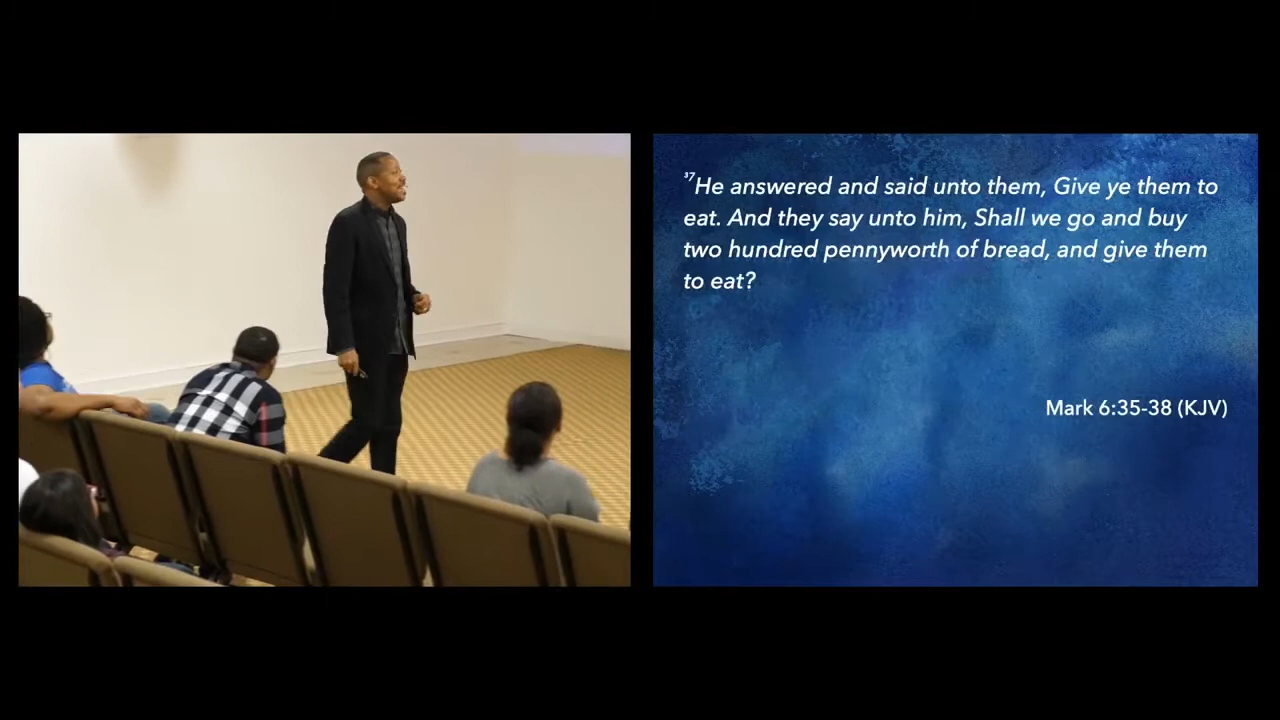 ³⁷He answered and said unto them, Give ye them to
eat. And they say unto him, Shall we go and buy
two hundred pennyworth of bread, and give them
to eat?
Mark 6:35-38 (KJV)